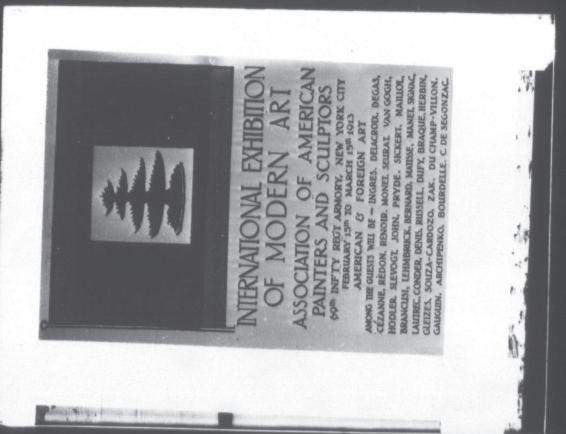 INTERNATIONAL EXHIBITION
OF MODERN ART
ASSOCIATION OF AMERICAN
PAINTERS AND SCULPTORS
69TH INFTY REGT ARMORY, NEW YORK CITY
FEBRUARY 15TH TO MARCH 15TH 1913
AMERICAN & FOREIGN ART
AMONG THE GUESTS WILL BE — INGRES, DELACROIX, DEGAS,
CÉZANNE, REDON, RENOIR, MONET, SEURAT, VAN GOGH,
HODLER, SLEVOGT, JOHN, PRYDE, SICKERT, MAILLOL,
BRANCUSI, LEHMBRUCK, BERNARD, MATISSE, MANET, SIGNAC,
LAUTREC, CONDER, DENIS, RUSSELL, DUFY, BRAQUE, HERBIN,
GLEIZES, SOUZA-CARDOZO, ZAK, DU CHAMP-VILLON,
GAUGUIN, ARCHIPENKO, BOURDELLE, C. DE SEGONZAC.